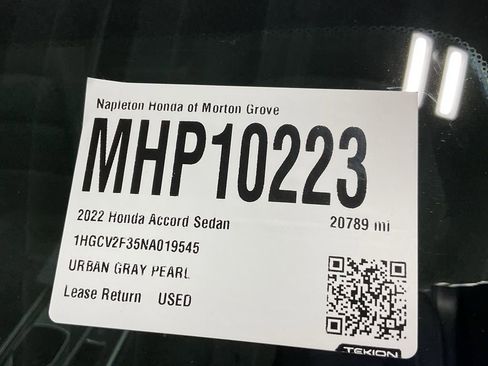 Napleton Honda of Morton Grove
MHP10223
2022 Honda Accord Sedan 20789 mi
1HGCV2F35NA019545
URBAN GRAY PEARL
Lease Return USED
TEKION